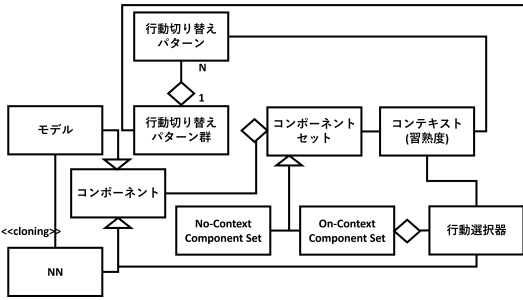 行動切り替え
パターン
N
1
モデル
行動切り替え
パターン群
コンポーネント
セット
コンテキスト
(習熟度)
コンポーネント
No-Context
Component Set
On-Context
Component Set
行動選択器
<<cloning>>
NN